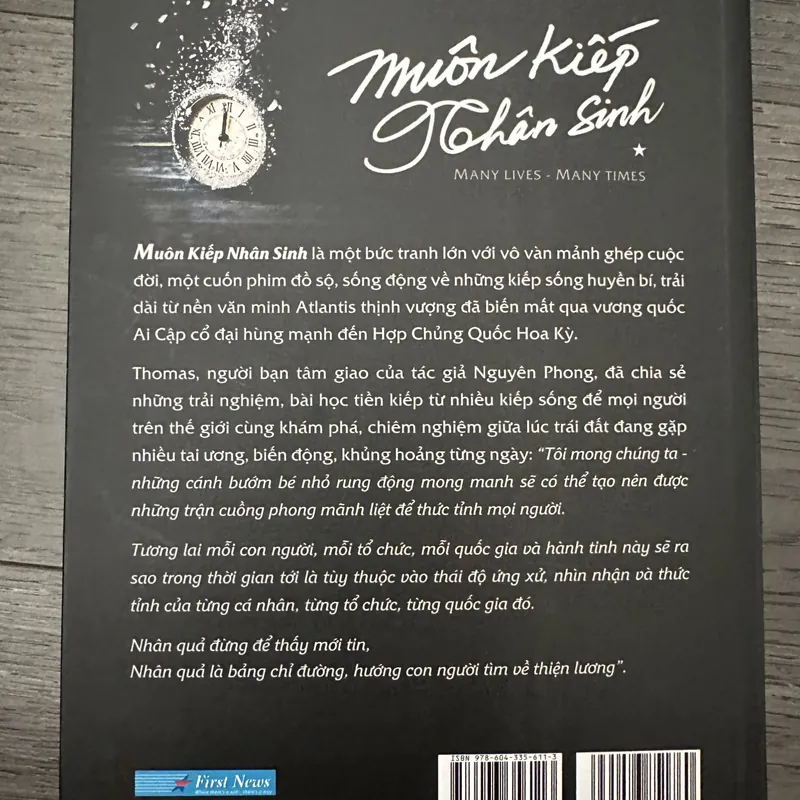 Muôn Kiếp
Nhân Sinh
MANY LIVES - MANY TIMES
Muôn Kiếp Nhân Sinh là một bức tranh lớn với vô vàn mảnh ghép cuộc
đời, một cuốn phim đồ sộ, sống động về những kiếp sống huyền bí, trải
dài từ nền văn minh Atlantis thịnh vượng đã biến mất qua vương quốc
Ai Cập cổ đại hùng mạnh đến Hợp Chủng Quốc Hoa Kỳ.
Thomas, người bạn tâm giao của tác giả Nguyên Phong, đã chia sẻ
những trải nghiệm, bài học tiền kiếp từ nhiều kiếp sống để mọi người
trên thế giới cùng khám phá, chiêm nghiệm giữa lúc trái đất đang gặp
nhiều tai ương, biến động, khủng hoảng từng ngày: “Tôi mong chúng ta -
những cánh bướm bé nhỏ rung động mong manh sẽ có thể tạo nên được
những trận cuồng phong mãnh liệt để thức tỉnh mọi người.
Tương lai mỗi con người, mỗi tổ chức, mỗi quốc gia và hành tinh này sẽ ra
sao trong thời gian tới là tùy thuộc vào thái độ ứng xử, nhìn nhận và thức
tỉnh của từng cá nhân, từng tổ chức, từng quốc gia đó.
Nhân quả đừng để thấy mới tin,
Nhân quả là bảng chỉ đường, hướng con người tìm về thiện lương”.
ISBN 978-604-335-611-3
First News